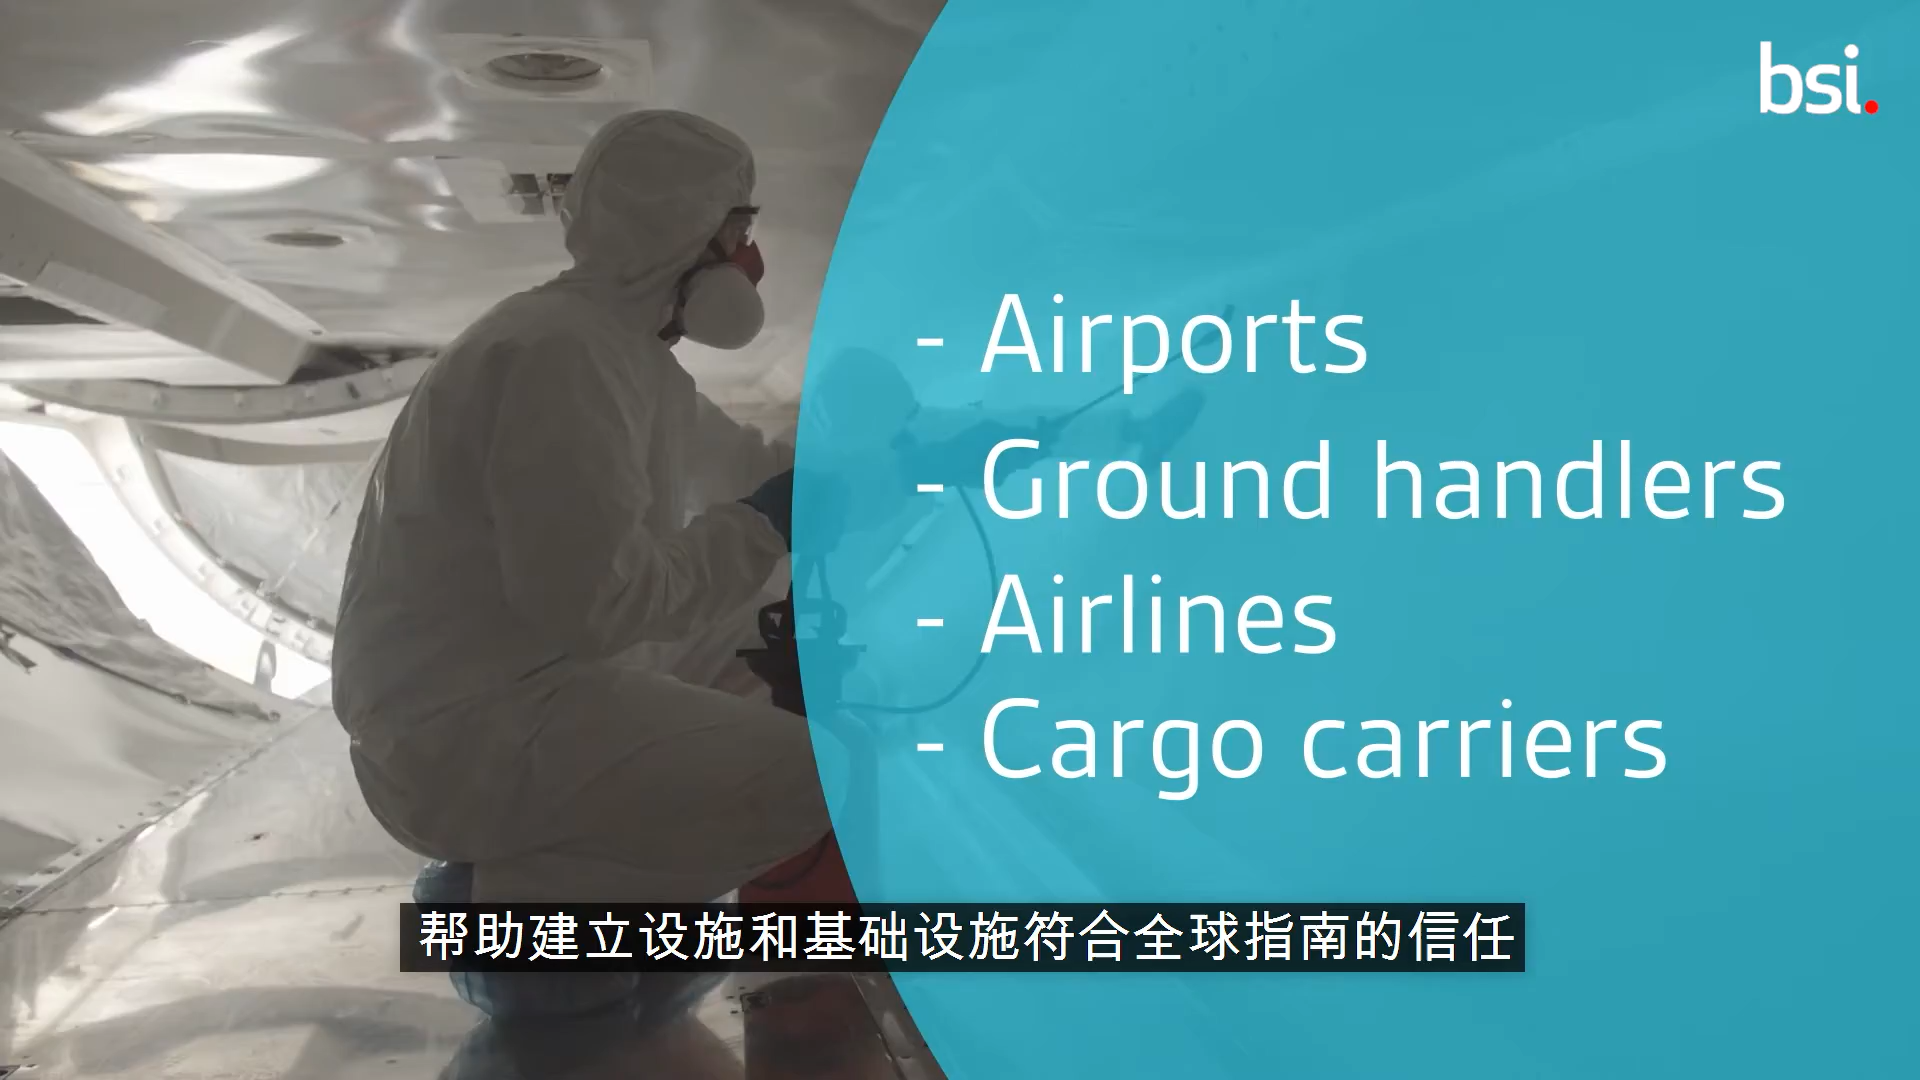 bsi.
- Airports
- Ground handlers
- Airlines
- Cargo carriers
帮助建立设施和基础设施符合全球指南的信任